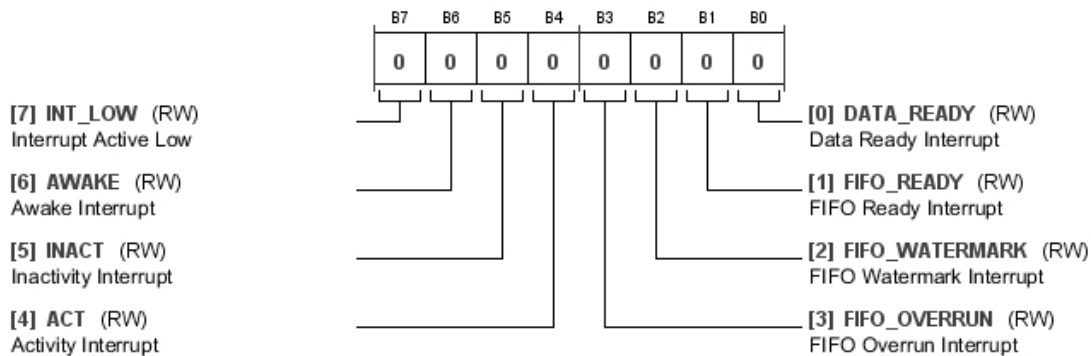 B7 B6 B5 B4 B3 B2 B1 B0
0 0 0 0 0 0 0 0
[7] INT_LOW (RW)
Interrupt Active Low
[6] AWAKE (RW)
Awake Interrupt
[5] INACT (RW)
Inactivity Interrupt
[4] ACT (RW)
Activity Interrupt
[0] DATA_READY (RW)
Data Ready Interrupt
[1] FIFO_READY (RW)
FIFO Ready Interrupt
[2] FIFO_WATERMARK (RW)
FIFO Watermark Interrupt
[3] FIFO_OVERRUN (RW)
FIFO Overrun Interrupt